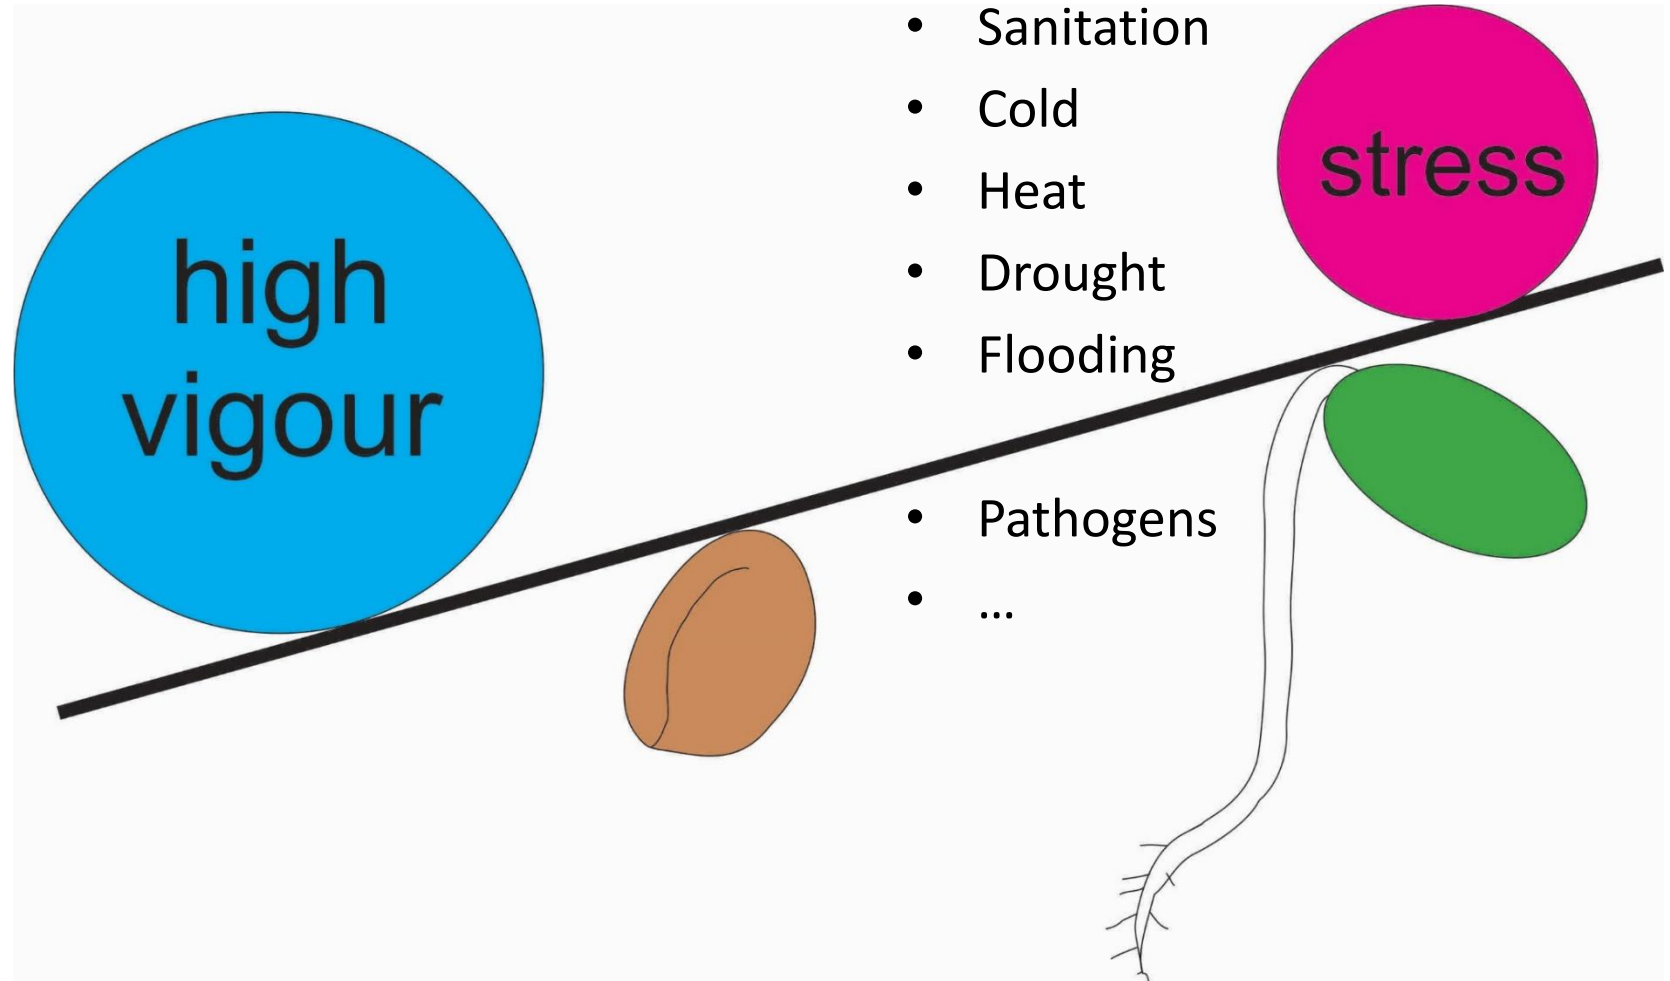 • Sanitation
• Cold
• Heat
• Drought
• Flooding
• Pathogens
• ...
stress
high
vigour